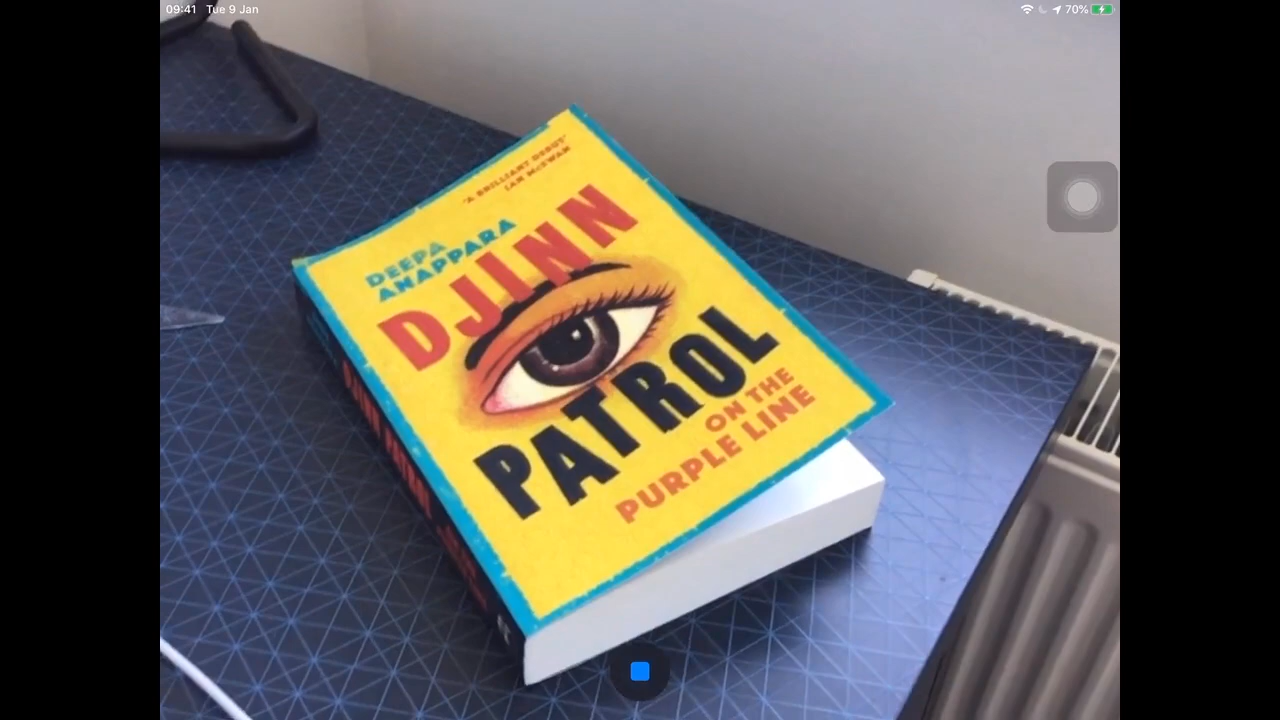 09:41 Tue 9 Jan
70%
'A BRILLIANT DEBUT'
IAN McEWAN
DEEPA
ANAPPARA
DJINN
PATROL
ON THE
PURPLE LINE